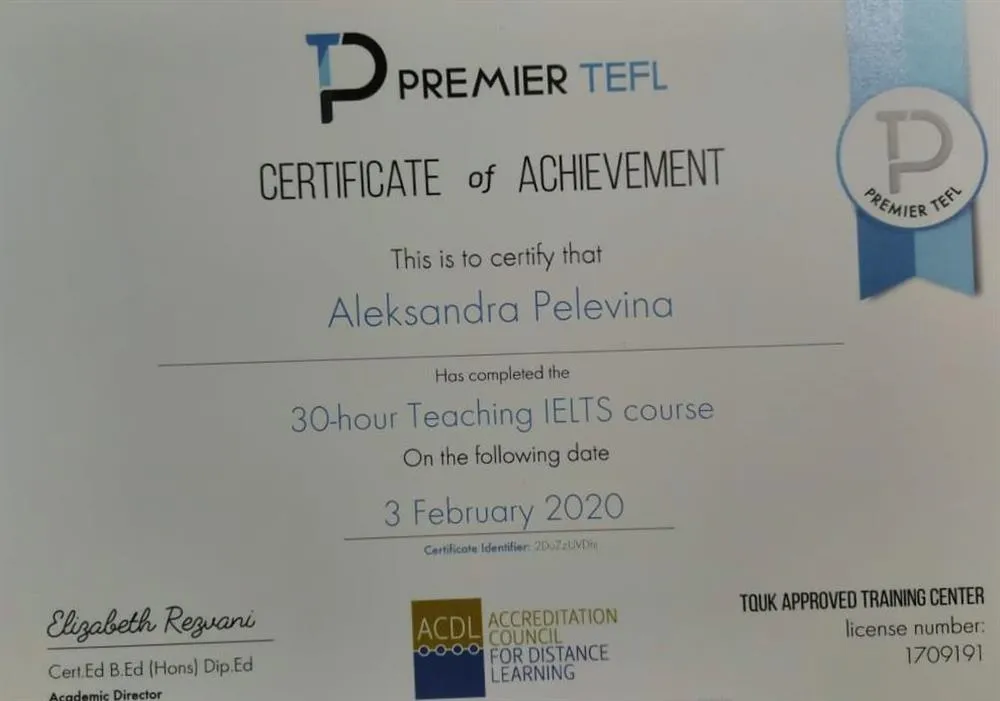 PREMIER TEFL
CERTIFICATE of ACHIEVEMENT
TP
PREMIER TEFL
This is to certify that
Aleksandra Pelevina
Has completed the
30-hour Teaching IELTS course
On the following date
3 February 2020
Certificate Identifier:
Elizabeth Rezvani
Cert.Ed B.Ed (Hons) Dip.Ed
Academic Director
ACDL
ACCREDITATION
COUNCIL
FOR DISTANCE
LEARNING
TQUK APPROVED TRAINING CENTER
license number:
1709191